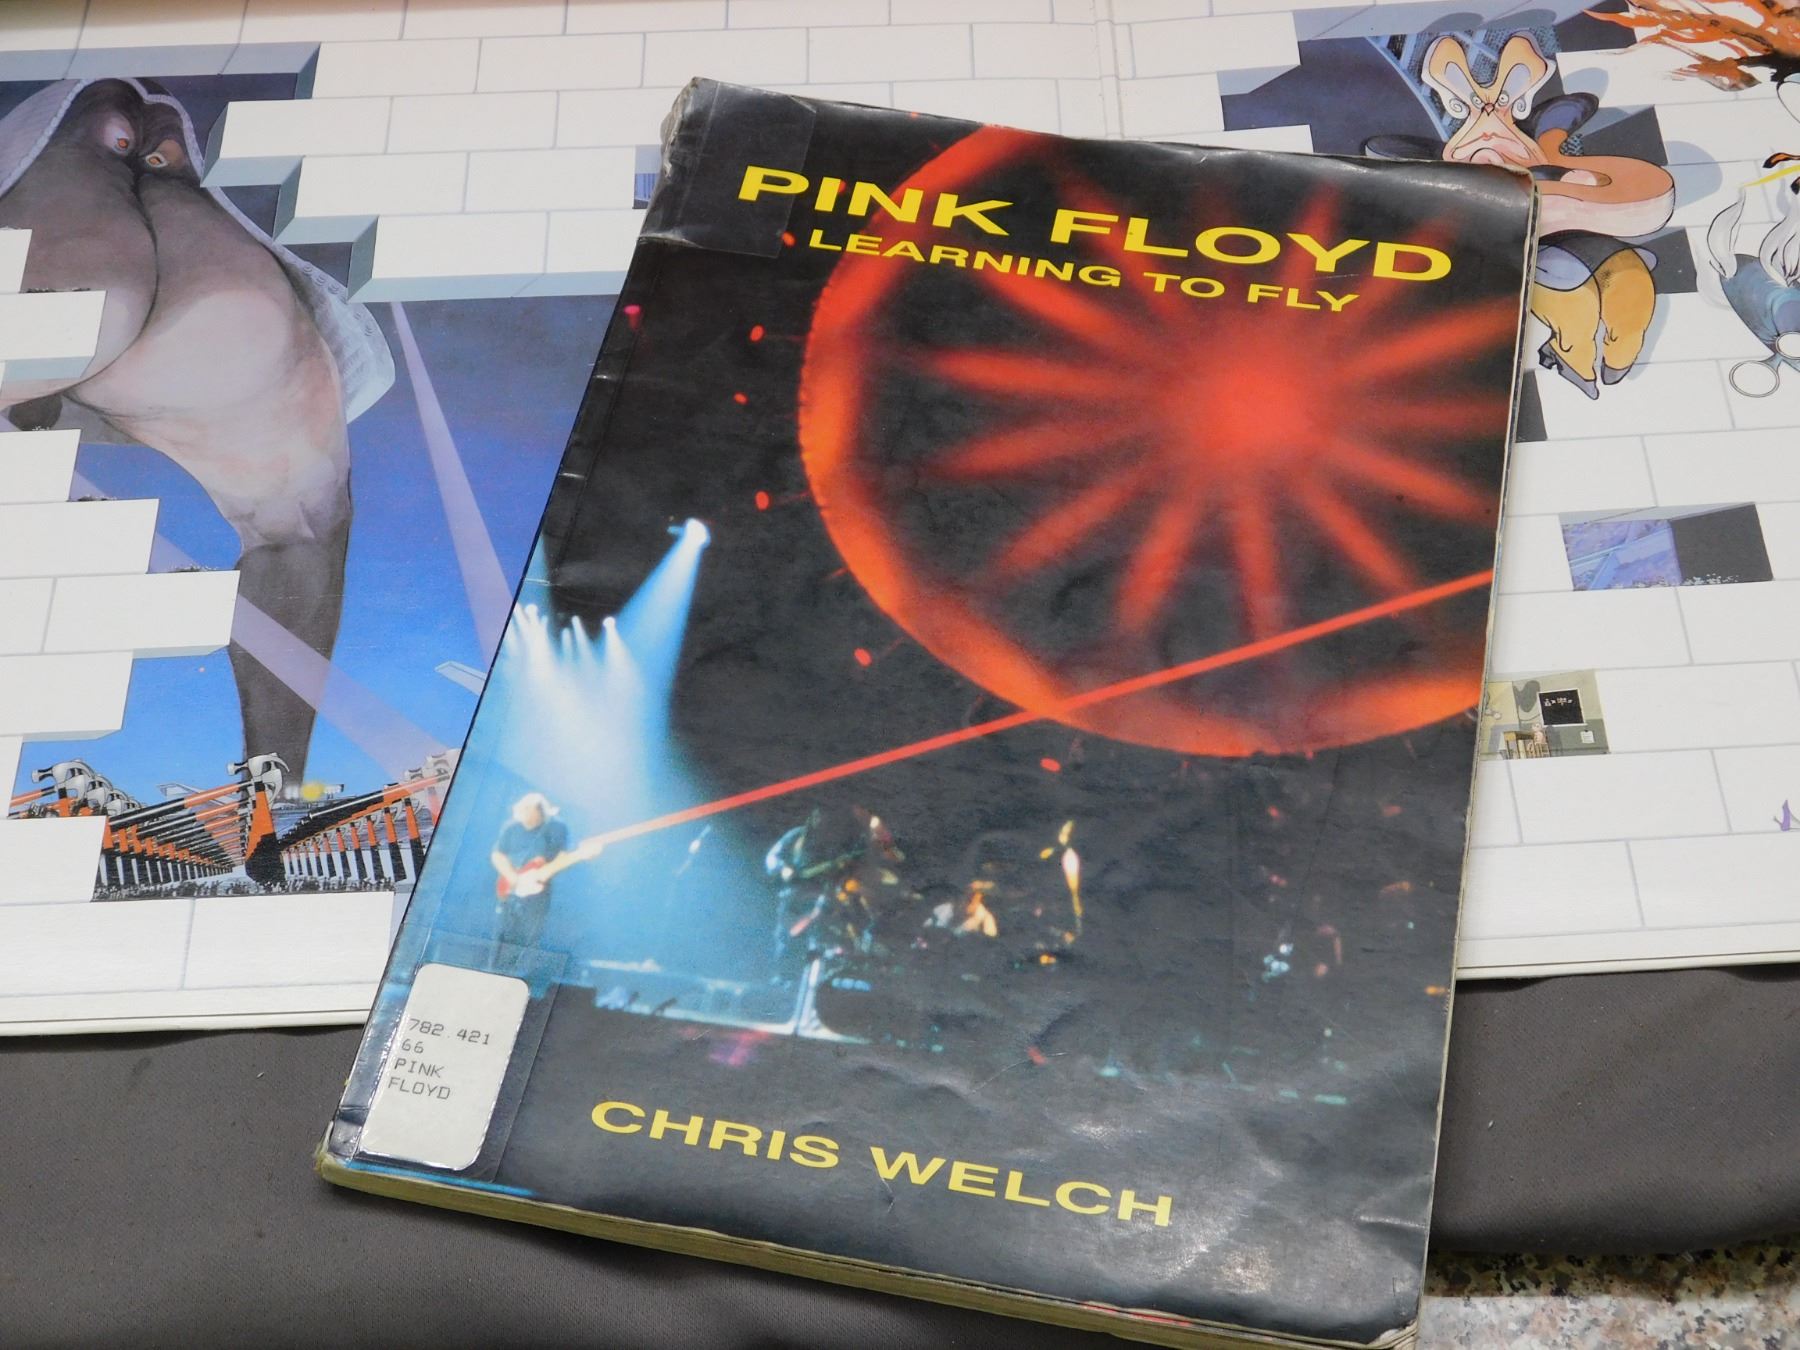 PINK FLOYD
LEARNING TO FLY
782.421
66
PINK
FLOYD
CHRIS WELCH